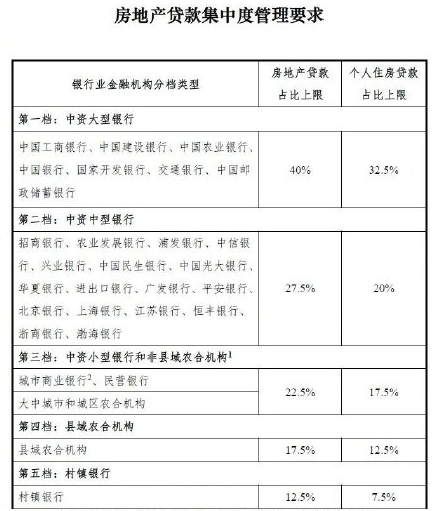 房地产贷款集中度管理要求
银行业金融机构分档类型
房地产贷款
占比上限
个人住房贷款
占比上限
第一档：中资大型银行
中国工商银行、中国建设银行、中国农业银行、
中国银行、国家开发银行、交通银行、中国邮
政储蓄银行
40%
32.5%
第二档：中资中型银行
招商银行、农业发展银行、浦发银行、中信银
行、兴业银行、中国民生银行、中国光大银行、
华夏银行、进出口银行、广发银行、平安银行、
北京银行、上海银行、江苏银行、恒丰银行、
浙商银行、渤海银行
27.5%
20%
第三档：中资小型银行和非县域农合机构1
城市商业银行2、民营银行
大中城市和城区农合机构
22.5%
17.5%
第四档：县域农合机构
县域农合机构
17.5%
12.5%
第五档：村镇银行
村镇银行
12.5%
7.5%